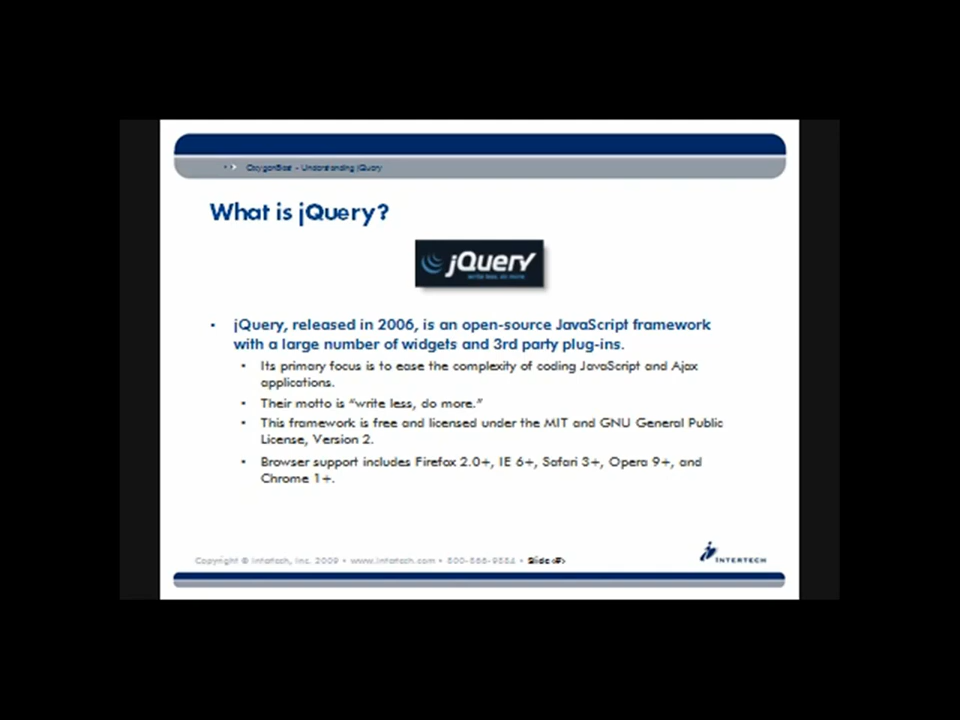 OxygenBlast - Understanding jQuery
What is jQuery?
jQuery
write less, do more.
• jQuery, released in 2006, is an open-source JavaScript framework
with a large number of widgets and 3rd party plug-ins.
• Its primary focus is to ease the complexity of coding JavaScript and Ajax
applications.
• Their motto is “write less, do more.”
• This framework is free and licensed under the MIT and GNU General Public
License, Version 2.
• Browser support includes Firefox 2.0+, IE 6+, Safari 3+, Opera 9+, and
Chrome 1+.
INTERTECH
Copyright © Intertech, Inc. 2009 • www.Intertech.com • 800-866-9884 • Slide <#>